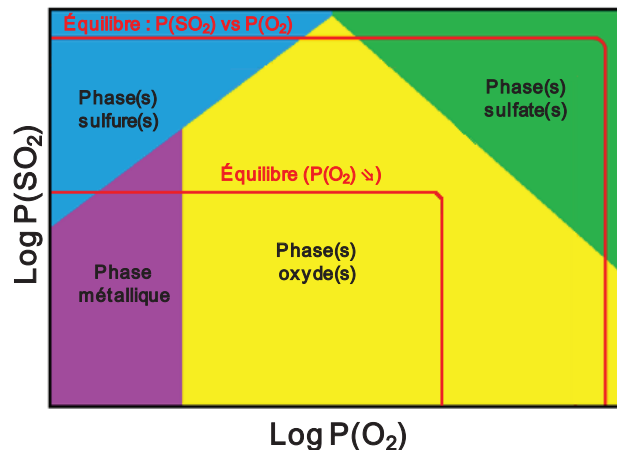 Équilibre : P(SO₂) vs P(O₂)
Phase(s)
sulfure(s)
Phase(s)
sulfate(s)
Équilibre (P(O₂) ↘)
Phase
métallique
Phase(s)
oxyde(s)
Log P(SO₂)
Log P(O₂)